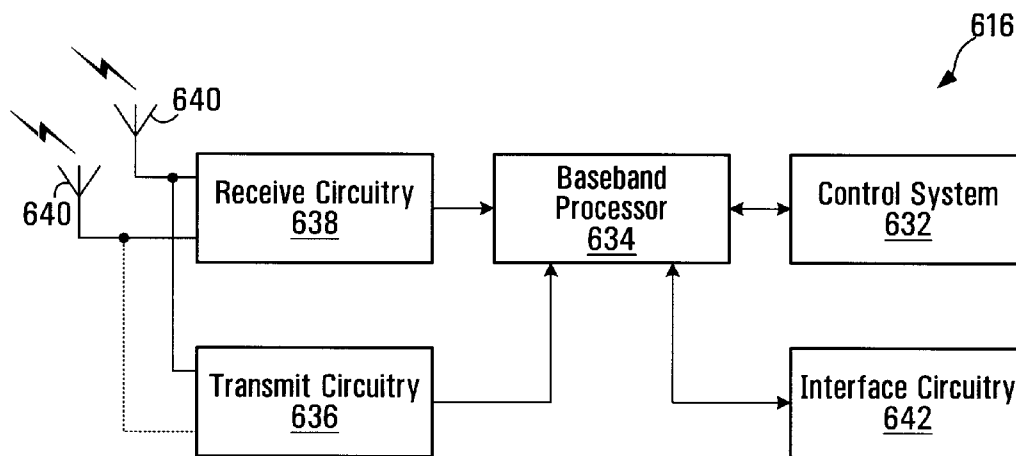 616
640
640
Receive Circuitry
638
Baseband
Processor
634
Control System
632
Transmit Circuitry
636
Interface Circuitry
642